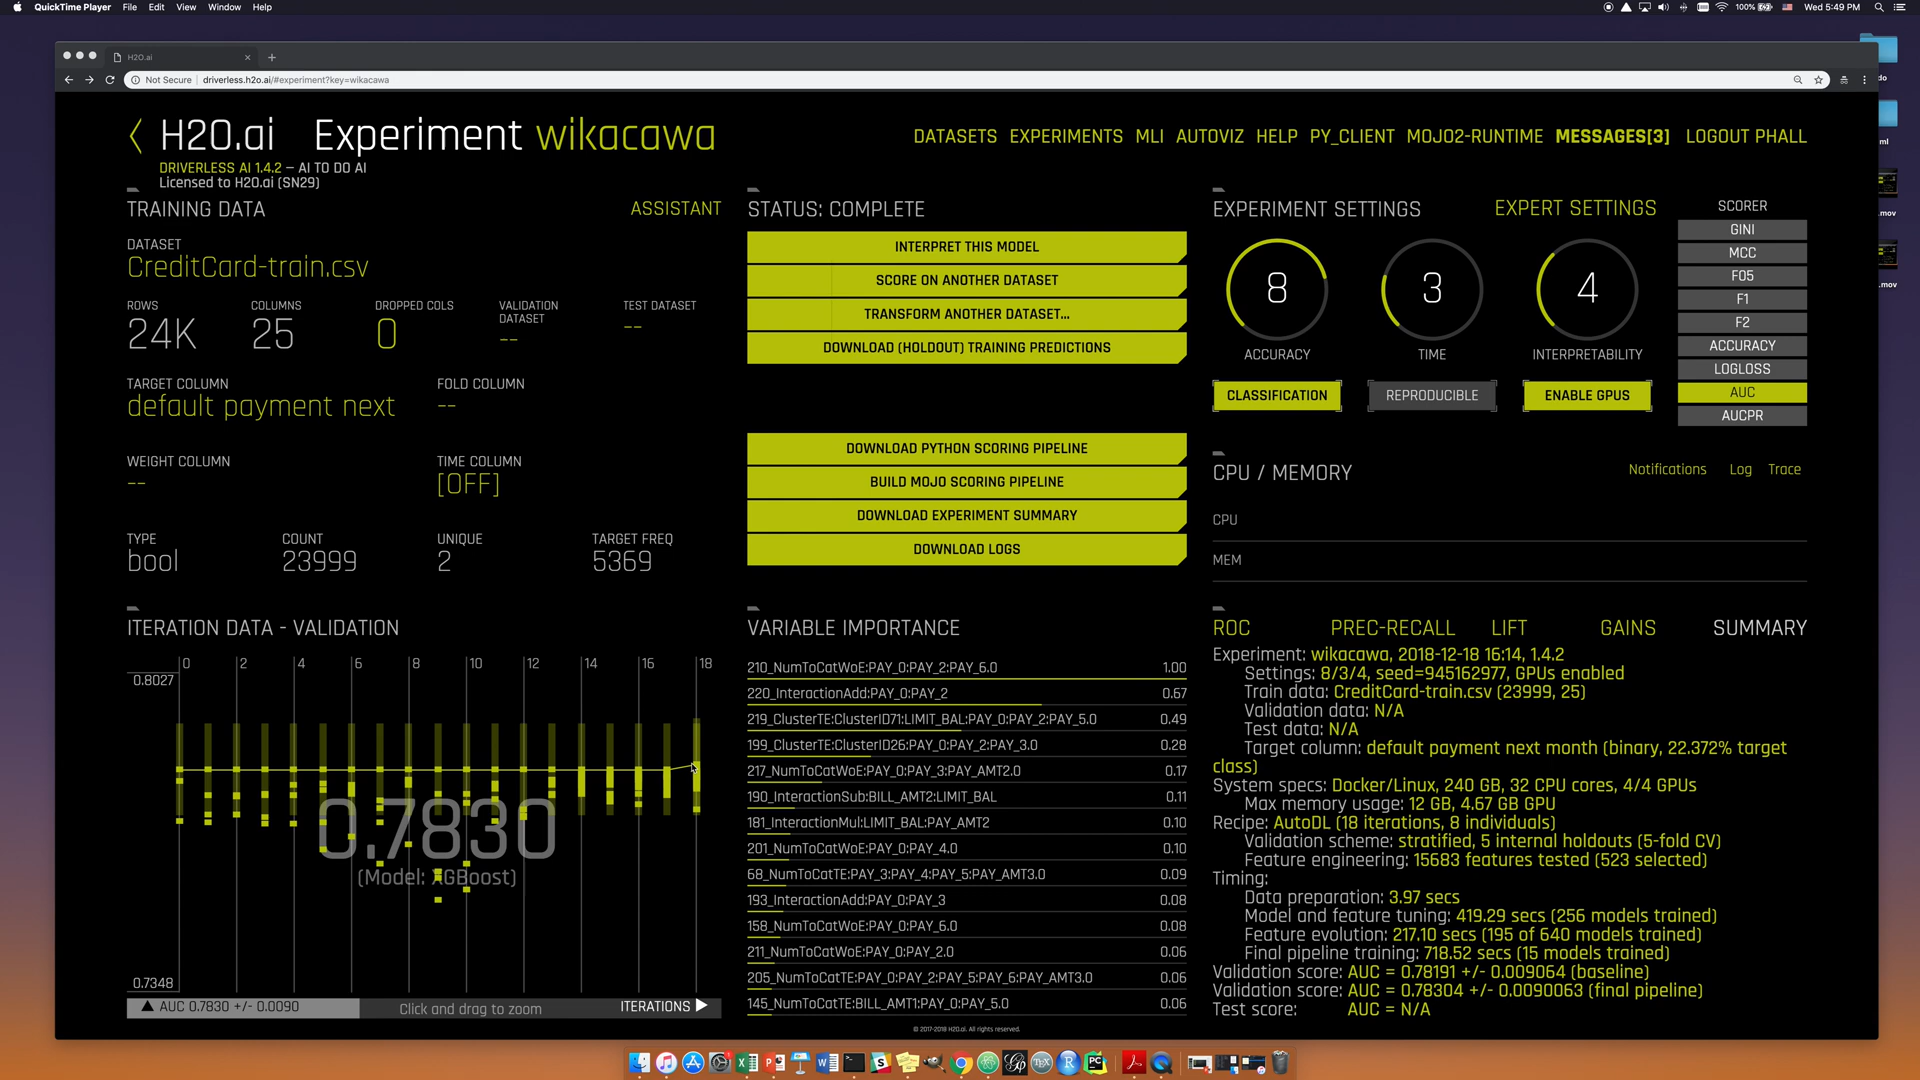 QuickTime Player File Edit View Window Help
100% Wed 5:49 PM
H2O.ai
Not Secure driverless.h2o.ai/#experiment?key=wikacawa
H2O.ai Experiment wikacawa
DRIVERLESS AI 1.4.2 – AI TO DO AI
Licensed to H2O.ai (SN29)
DATASETS EXPERIMENTS MLI AUTOVIZ HELP PY_CLIENT MOJO2-RUNTIME MESSAGES[3] LOGOUT PHALL
TRAINING DATA ASSISTANT
DATASET
CreditCard-train.csv
ROWS COLUMNS DROPPED COLS VALIDATION DATASET TEST DATASET
24K 25 0 -- --
TARGET COLUMN FOLD COLUMN
default payment next --
WEIGHT COLUMN TIME COLUMN
-- [OFF]
TYPE COUNT UNIQUE TARGET FREQ
bool 23999 2 5369
STATUS: COMPLETE
INTERPRET THIS MODEL
SCORE ON ANOTHER DATASET
TRANSFORM ANOTHER DATASET...
DOWNLOAD (HOLDOUT) TRAINING PREDICTIONS
DOWNLOAD PYTHON SCORING PIPELINE
BUILD MOJO SCORING PIPELINE
DOWNLOAD EXPERIMENT SUMMARY
DOWNLOAD LOGS
EXPERIMENT SETTINGS EXPERT SETTINGS
8 3 4
ACCURACY TIME INTERPRETABILITY
CLASSIFICATION REPRODUCIBLE ENABLE GPUS
SCORER
GINI
MCC
F05
F1
F2
ACCURACY
LOGLOSS
AUC
AUCPR
CPU / MEMORY Notifications Log Trace
CPU
MEM
ITERATION DATA - VALIDATION
0 2 4 6 8 10 12 14 16 18
0.8027
0.7830
(Model: XGBoost)
0.7348
AUC 0.7830 +/- 0.0090 Click and drag to zoom ITERATIONS
VARIABLE IMPORTANCE
210_NumToCatWoE:PAY_0:PAY_2:PAY_6.0 1.00
220_InteractionAdd:PAY_0:PAY_2 0.67
219_ClusterTE:ClusterID71:LIMIT_BAL:PAY_0:PAY_2:PAY_5.0 0.49
199_ClusterTE:ClusterID26:PAY_0:PAY_2:PAY_3.0 0.28
217_NumToCatWoE:PAY_0:PAY_3:PAY_AMT2.0 0.17
190_InteractionSub:BILL_AMT2:LIMIT_BAL 0.11
181_InteractionMul:LIMIT_BAL:PAY_AMT2 0.10
201_NumToCatWoE:PAY_0:PAY_4.0 0.10
68_NumToCatTE:PAY_3:PAY_4:PAY_5:PAY_AMT3.0 0.09
193_InteractionAdd:PAY_0:PAY_3 0.08
158_NumToCatWoE:PAY_0:PAY_6.0 0.08
211_NumToCatWoE:PAY_0:PAY_2.0 0.06
205_NumToCatTE:PAY_0:PAY_2:PAY_5:PAY_6:PAY_AMT3.0 0.06
145_NumToCatTE:BILL_AMT1:PAY_0:PAY_5.0 0.06
ROC PREC-RECALL LIFT GAINS SUMMARY
Experiment: wikacawa, 2018-12-18 16:14, 1.4.2
Settings: 8/3/4, seed=945162977, GPUs enabled
Train data: CreditCard-train.csv (23999, 25)
Validation data: N/A
Test data: N/A
Target column: default payment next month (binary, 22.372% target
class)
System specs: Docker/Linux, 240 GB, 32 CPU cores, 4/4 GPUs
Max memory usage: 12 GB, 4.67 GB GPU
Recipe: AutoDL (18 iterations, 8 individuals)
Validation scheme: stratified, 5 internal holdouts (5-fold CV)
Feature engineering: 15683 features tested (523 selected)
Timing:
Data preparation: 3.97 secs
Model and feature tuning: 419.29 secs (256 models trained)
Feature evolution: 217.10 secs (195 of 640 models trained)
Final pipeline training: 718.52 secs (15 models trained)
Validation score: AUC = 0.78191 +/- 0.009064 (baseline)
Validation score: AUC = 0.78304 +/- 0.0090063 (final pipeline)
Test score: AUC = N/A
© 2017-2018 H2O.ai. All rights reserved.
do
ml
.mov
.mov